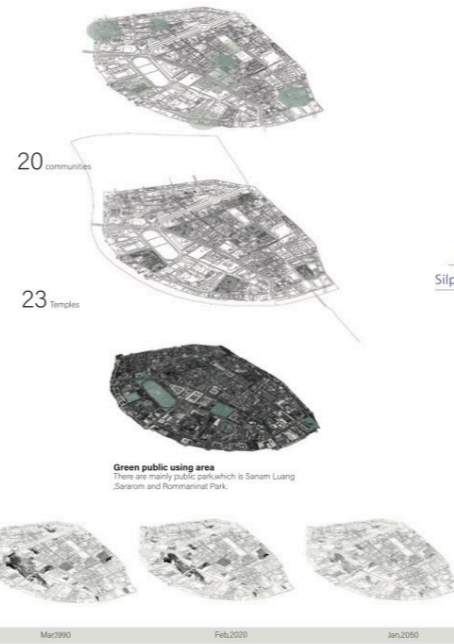 20 communities
23 Temples
Silp
Green public using area
There are mainly public park,which is Sanam Luang
,Sararom and Rommaninat Park.
Mar,1990
Feb,2020
Jan,2050